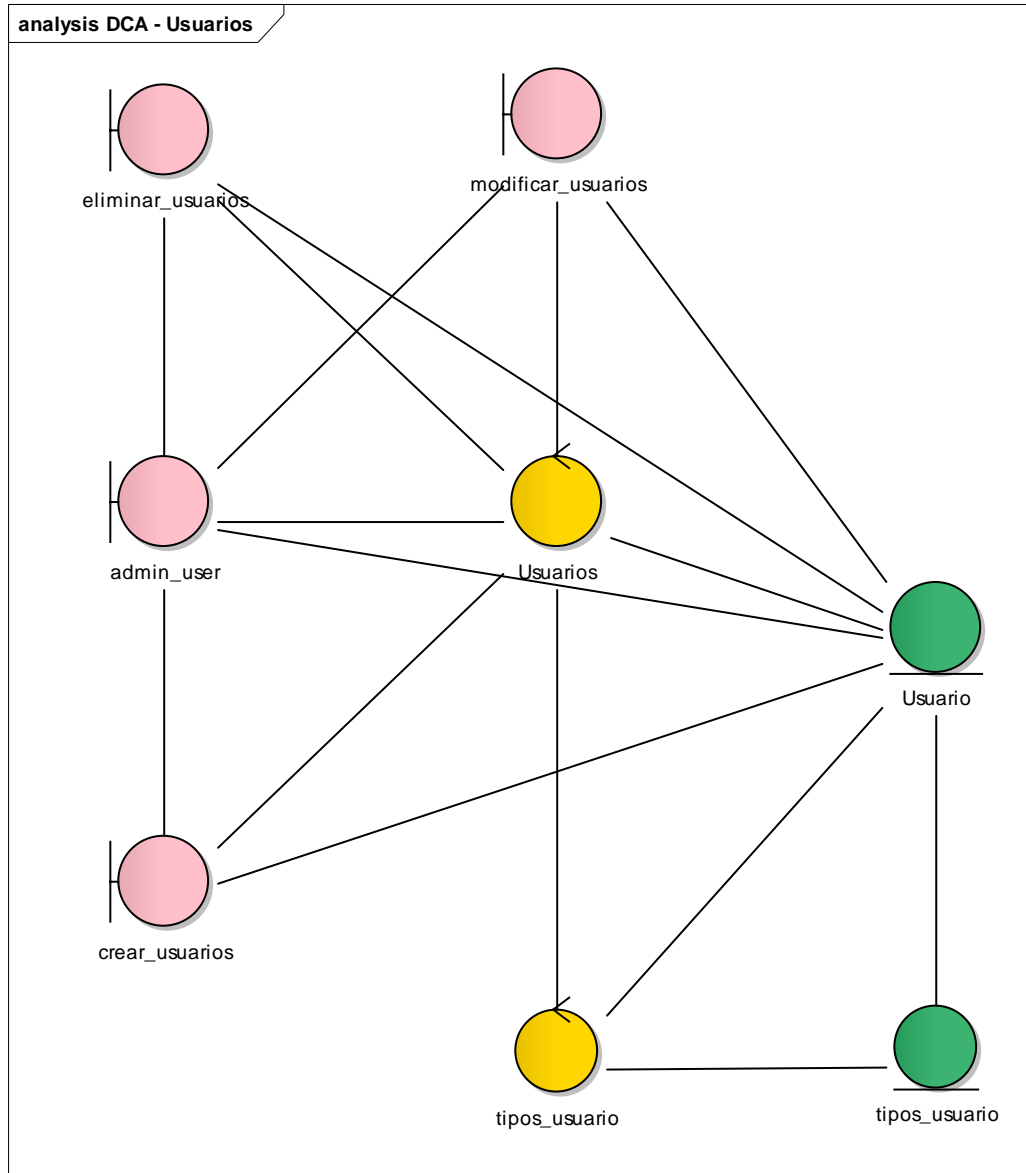 analysis DCA - Usuarios
eliminar_usuarios
modificar_usuarios
admin_user
Usuarios
Usuario
crear_usuarios
tipos_usuario
tipos_usuario